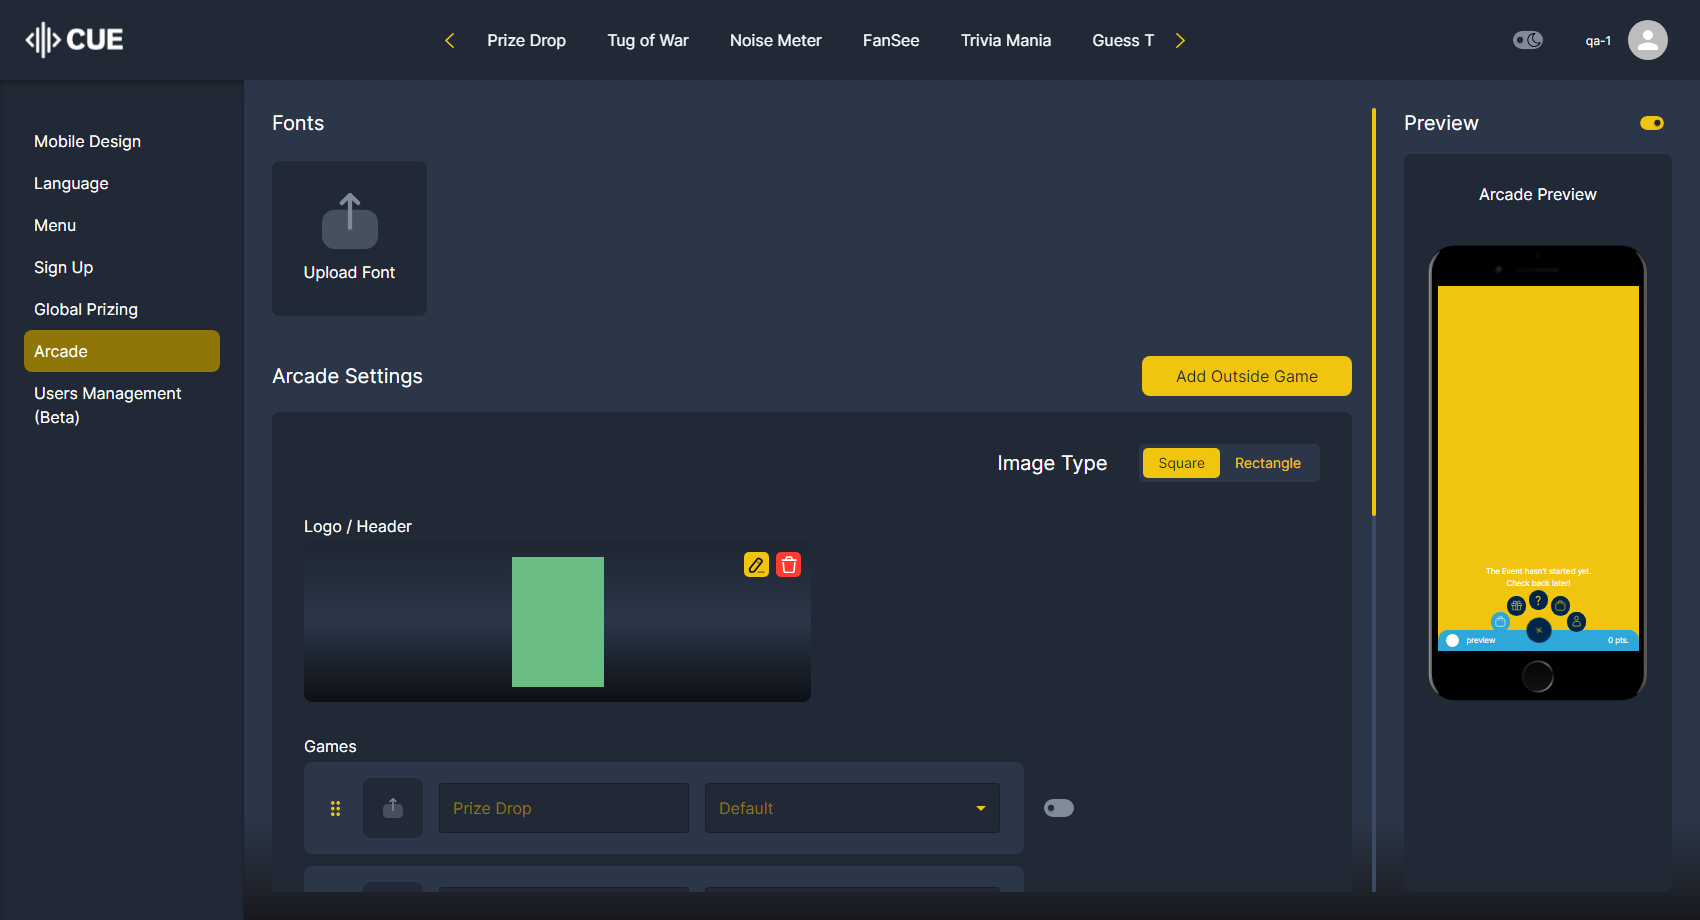 CUE
Prize Drop
Tug of War
Noise Meter
FanSee
Trivia Mania
Guess T
qa-1
Mobile Design
Language
Menu
Sign Up
Global Prizing
Arcade
Users Management
(Beta)
Fonts
Upload Font
Arcade Settings
Add Outside Game
Image Type
Square
Rectangle
Logo / Header
Games
Prize Drop
Default
Preview
Arcade Preview
The Event hasn't started yet.
Check back later!
?
preview
0 pts.